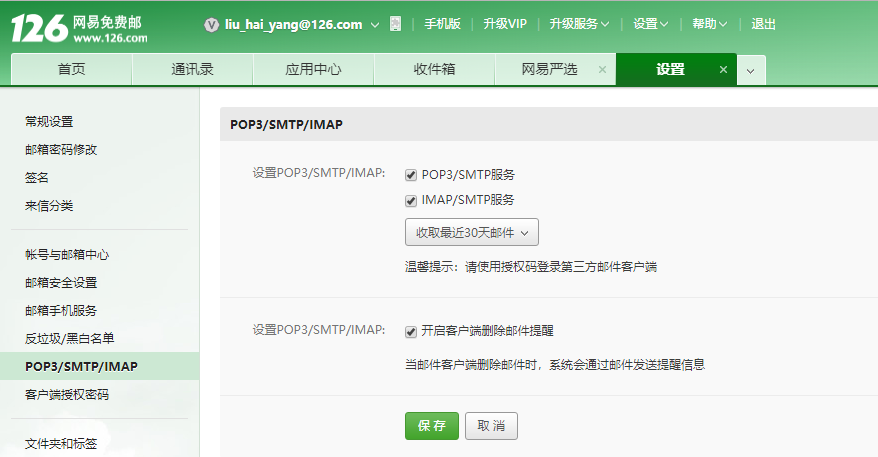 126 网易免费邮
www.126.com
liu_hai_yang@126.com 手机版 升级VIP 升级服务 设置 帮助 退出
首页 通讯录 应用中心 收件箱 网易严选 设置
常规设置
邮箱密码修改
签名
来信分类
帐号与邮箱中心
邮箱安全设置
邮箱手机服务
反垃圾/黑白名单
POP3/SMTP/IMAP
客户端授权密码
文件夹和标签
POP3/SMTP/IMAP
设置POP3/SMTP/IMAP: POP3/SMTP服务
IMAP/SMTP服务
收取最近30天邮件
温馨提示：请使用授权码登录第三方邮件客户端
设置POP3/SMTP/IMAP: 开启客户端删除邮件提醒
当邮件客户端删除邮件时，系统会通过邮件发送提醒信息
保存 取消